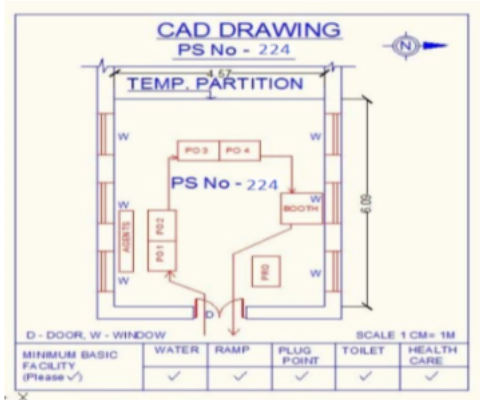 CAD DRAWING
PS No - 224
N
4.57
TEMP. PARTITION
W W
PO 3 PO 4
PS No - 224
W W
BOOTH
AGENTS
PO 2
PO 1
6.09
PRO
W W
D
D - DOOR, W - WINDOW SCALE 1 CM= 1M
MINIMUM BASIC FACILITY (Please ✓) WATER RAMP PLUG POINT TOILET HEALTH CARE
✓ ✓ ✓ ✓ ✓